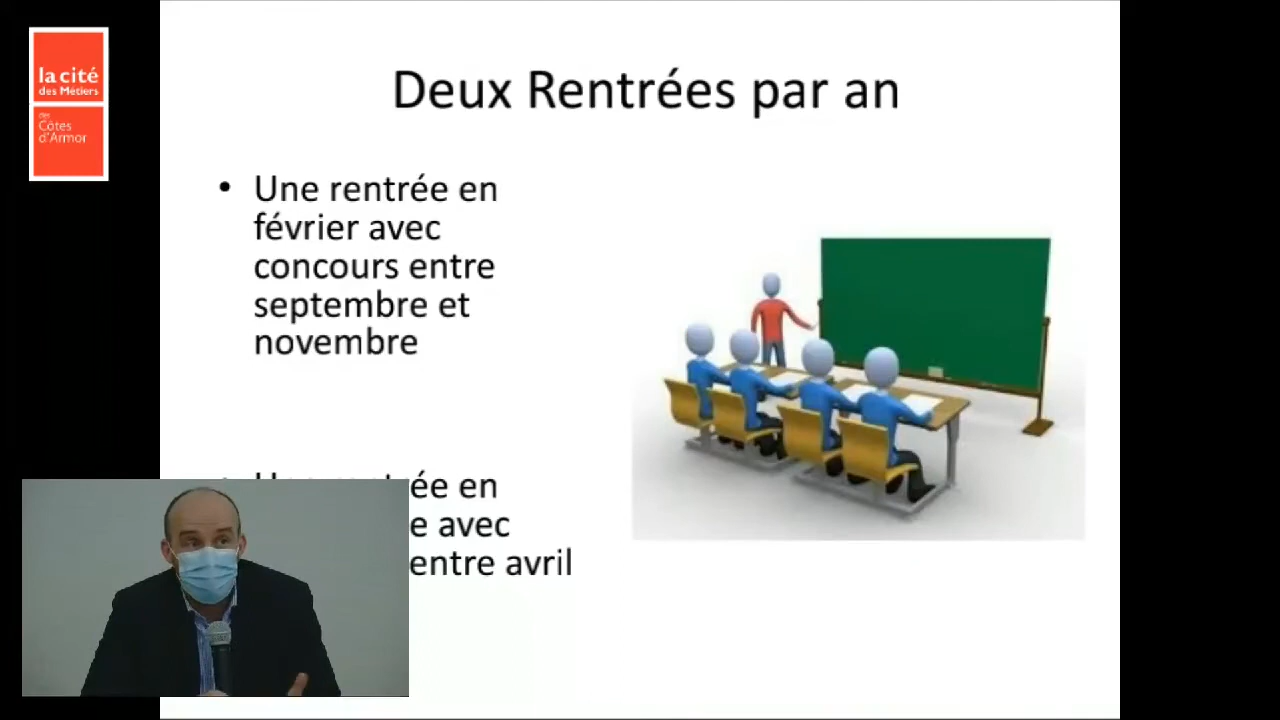 la cité
des Métiers
des
Côtes
d'Armor
Deux Rentrées par an
• Une rentrée en
février avec
concours entre
septembre et
novembre
en
avec
entre avril